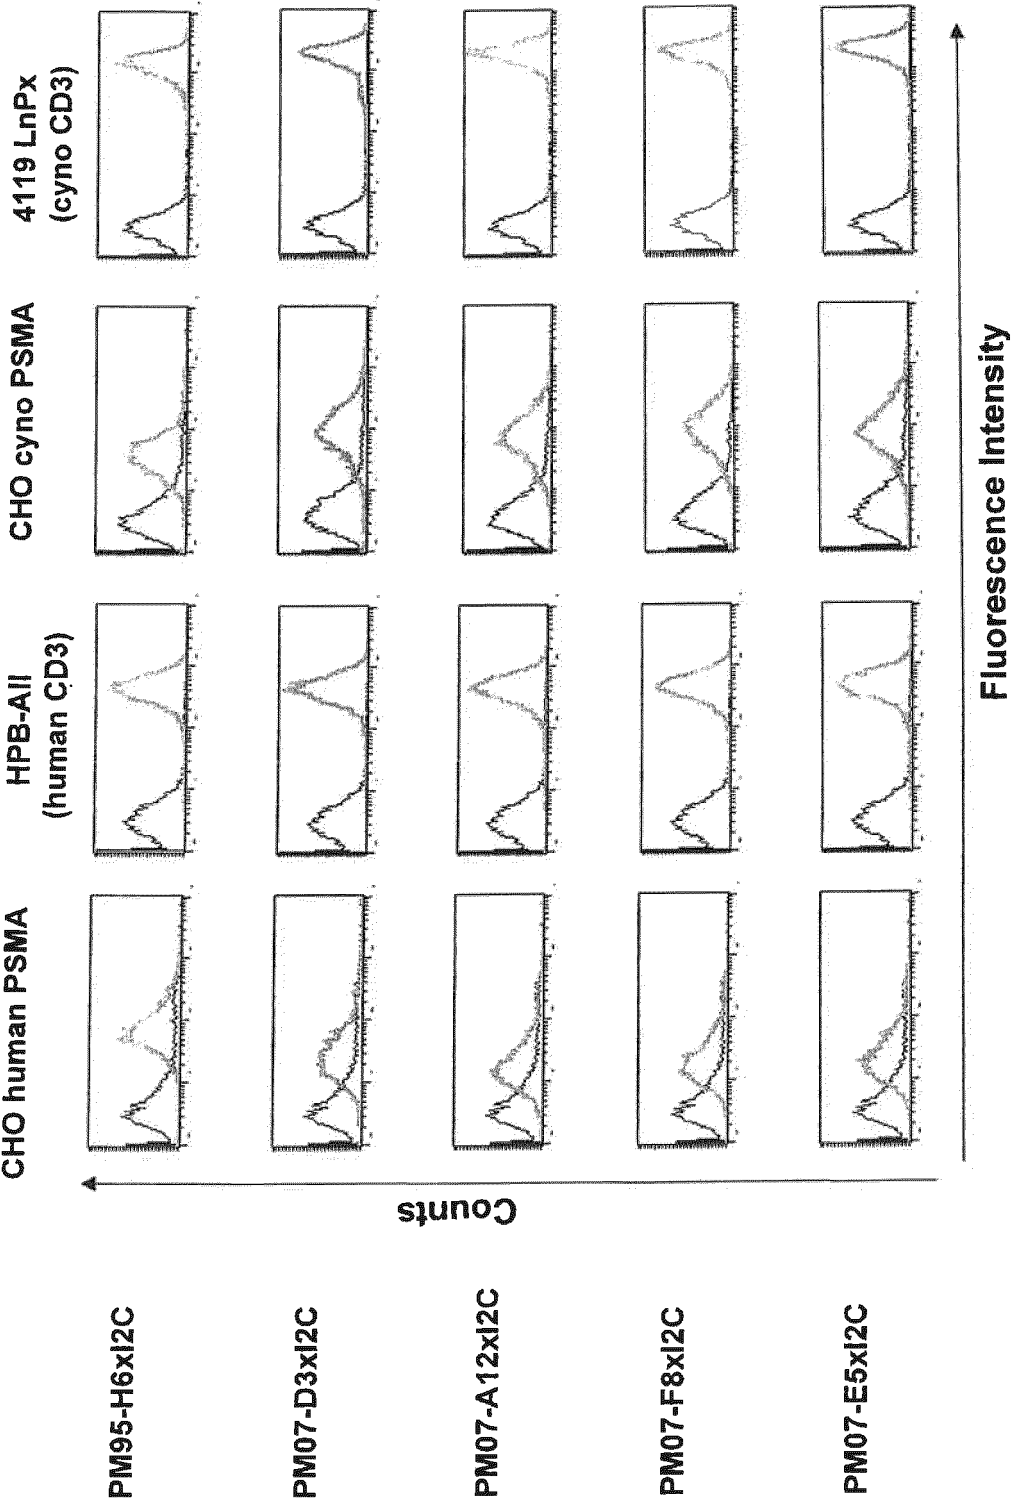 CHO human PSMA
HPB-All
(human CD3)
CHO cyno PSMA
4119 LnPx
(cyno CD3)
PM95-H6xI2C
PM07-D3xI2C
PM07-A12xI2C
PM07-F8xI2C
PM07-E5xI2C
Counts
Fluorescence Intensity